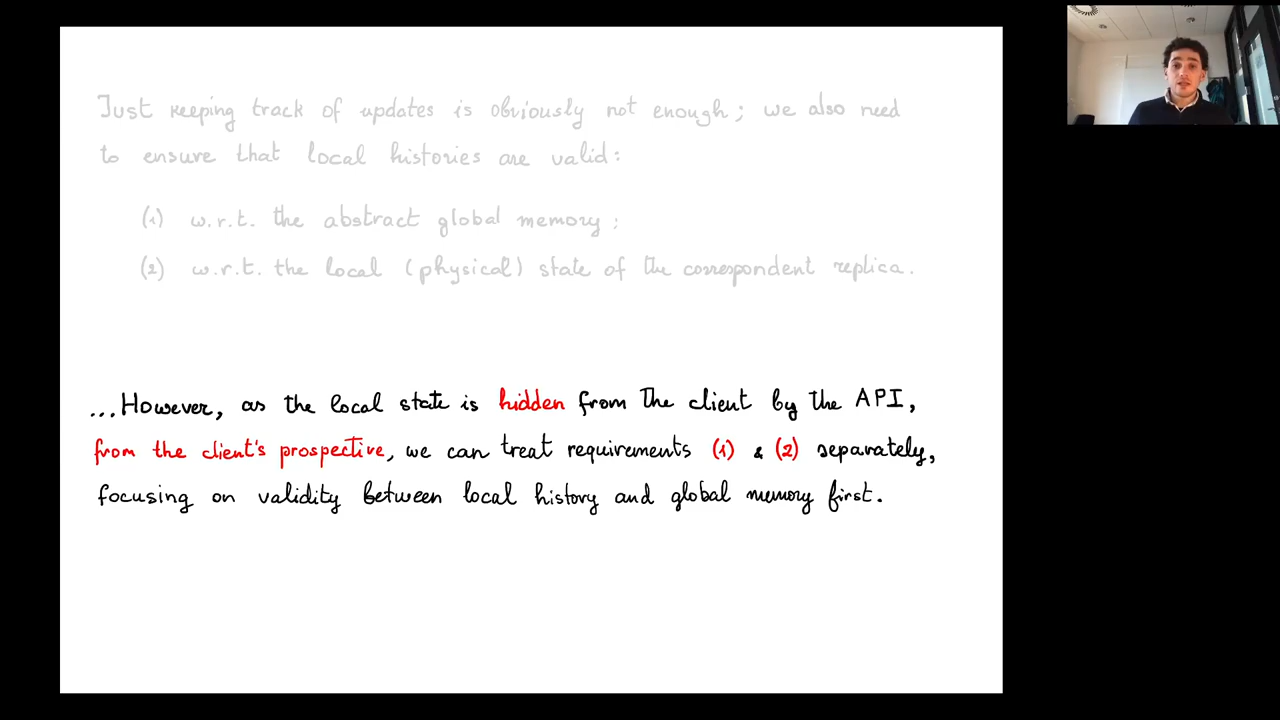 Just keeping track of updates is obviously not enough; we also need
to ensure that local histories are valid:
(1) w.r.t. the abstract global memory;
(2) w.r.t. the local (physical) state of the correspondent replica.
...However, as the local state is hidden from the client by the API,
from the client's prospective, we can treat requirements (1) & (2) separately,
focusing on validity between local history and global memory first.